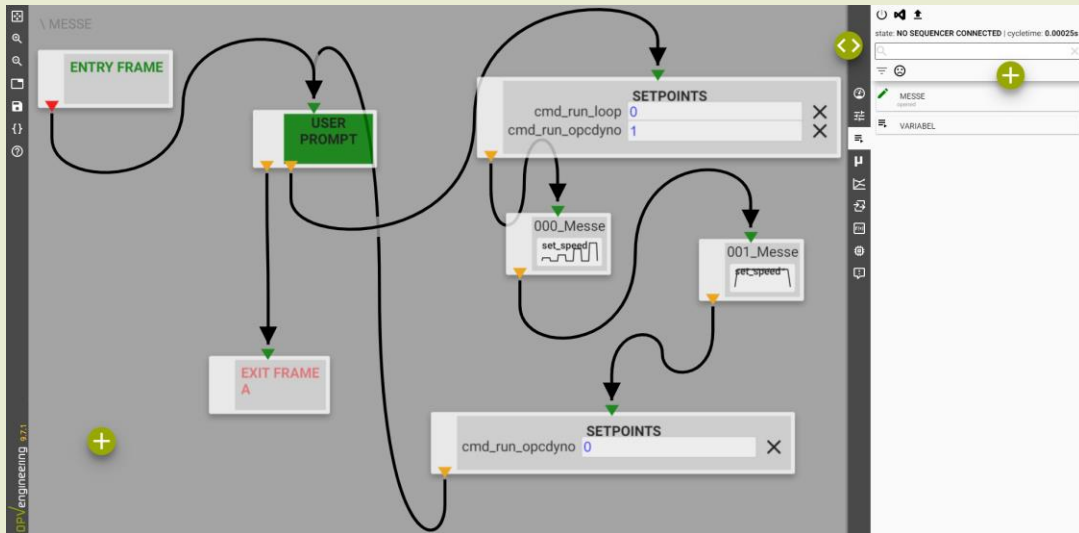 \ MESSE
ENTRY FRAME
USER
PROMPT
SETPOINTS
cmd_run_loop 0
cmd_run_opcdyno 1
000_Messe
set_speed
001_Messe
set_speed
EXIT FRAME
A
SETPOINTS
cmd_run_opcdyno 0
DPVengineering 9.7.1
state: NO SEQUENCER CONNECTED | cycletime: 0.00025s
MESSE
opened
VARIABEL